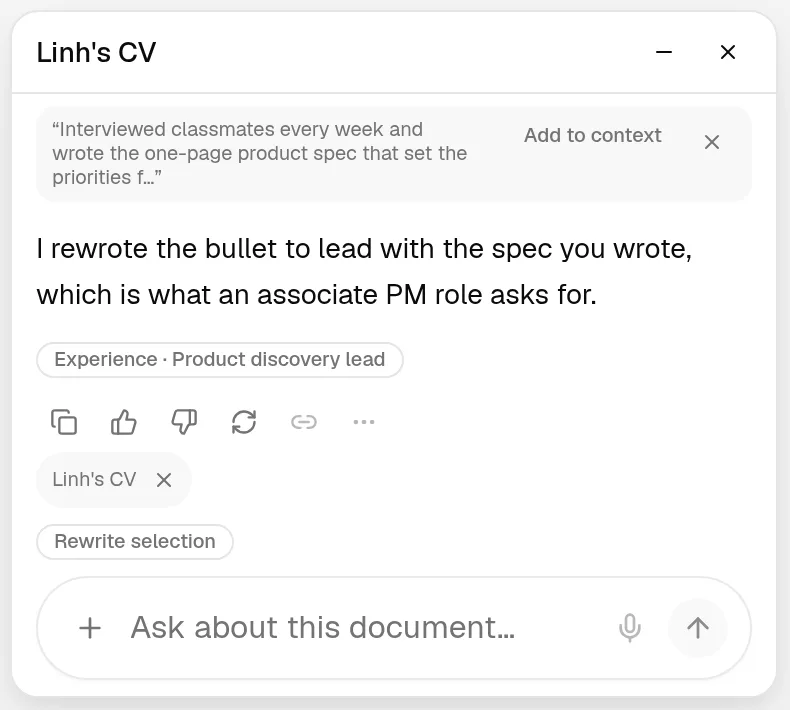 Linh's CV
“Interviewed classmates every week and
wrote the one-page product spec that set the
priorities f…”
Add to context
I rewrote the bullet to lead with the spec you wrote,
which is what an associate PM role asks for.
Experience · Product discovery lead
Linh's CV
Rewrite selection
Ask about this document…